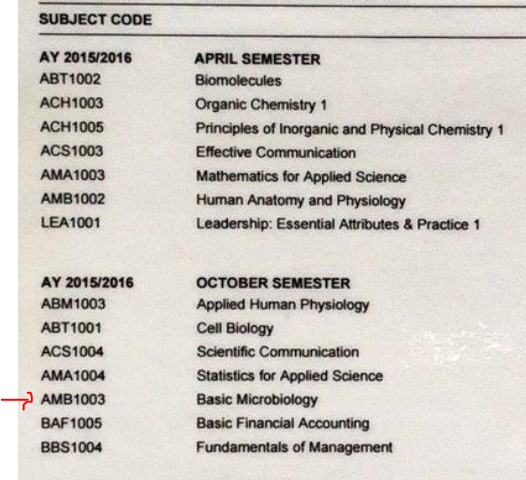 SUBJECT CODE
AY 2015/2016 APRIL SEMESTER
ABT1002 Biomolecules
ACH1003 Organic Chemistry 1
ACH1005 Principles of Inorganic and Physical Chemistry 1
ACS1003 Effective Communication
AMA1003 Mathematics for Applied Science
AMB1002 Human Anatomy and Physiology
LEA1001 Leadership: Essential Attributes & Practice 1
AY 2015/2016 OCTOBER SEMESTER
ABM1003 Applied Human Physiology
ABT1001 Cell Biology
ACS1004 Scientific Communication
AMA1004 Statistics for Applied Science
AMB1003 Basic Microbiology
BAF1005 Basic Financial Accounting
BBS1004 Fundamentals of Management